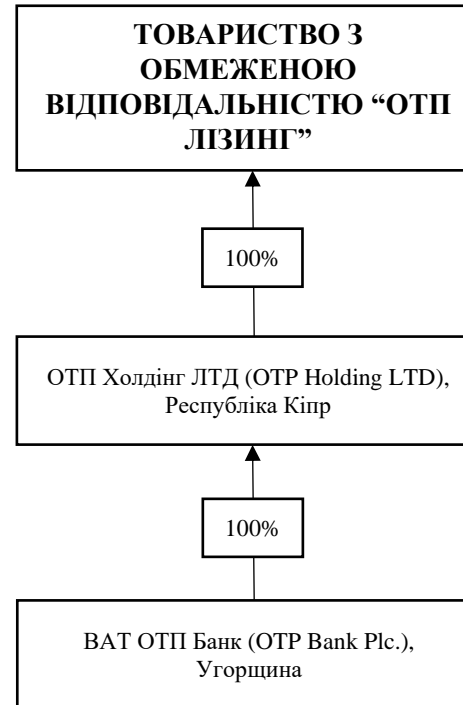 ТОВАРИСТВО З
ОБМЕЖЕНОЮ
ВІДПОВІДАЛЬНІСТЮ “ОТП
ЛІЗИНГ”
100%
ОТП Холдінг ЛТД (OTP Holding LTD),
Республіка Кіпр
100%
ВАТ ОТП Банк (OTP Bank Plc.),
Угорщина